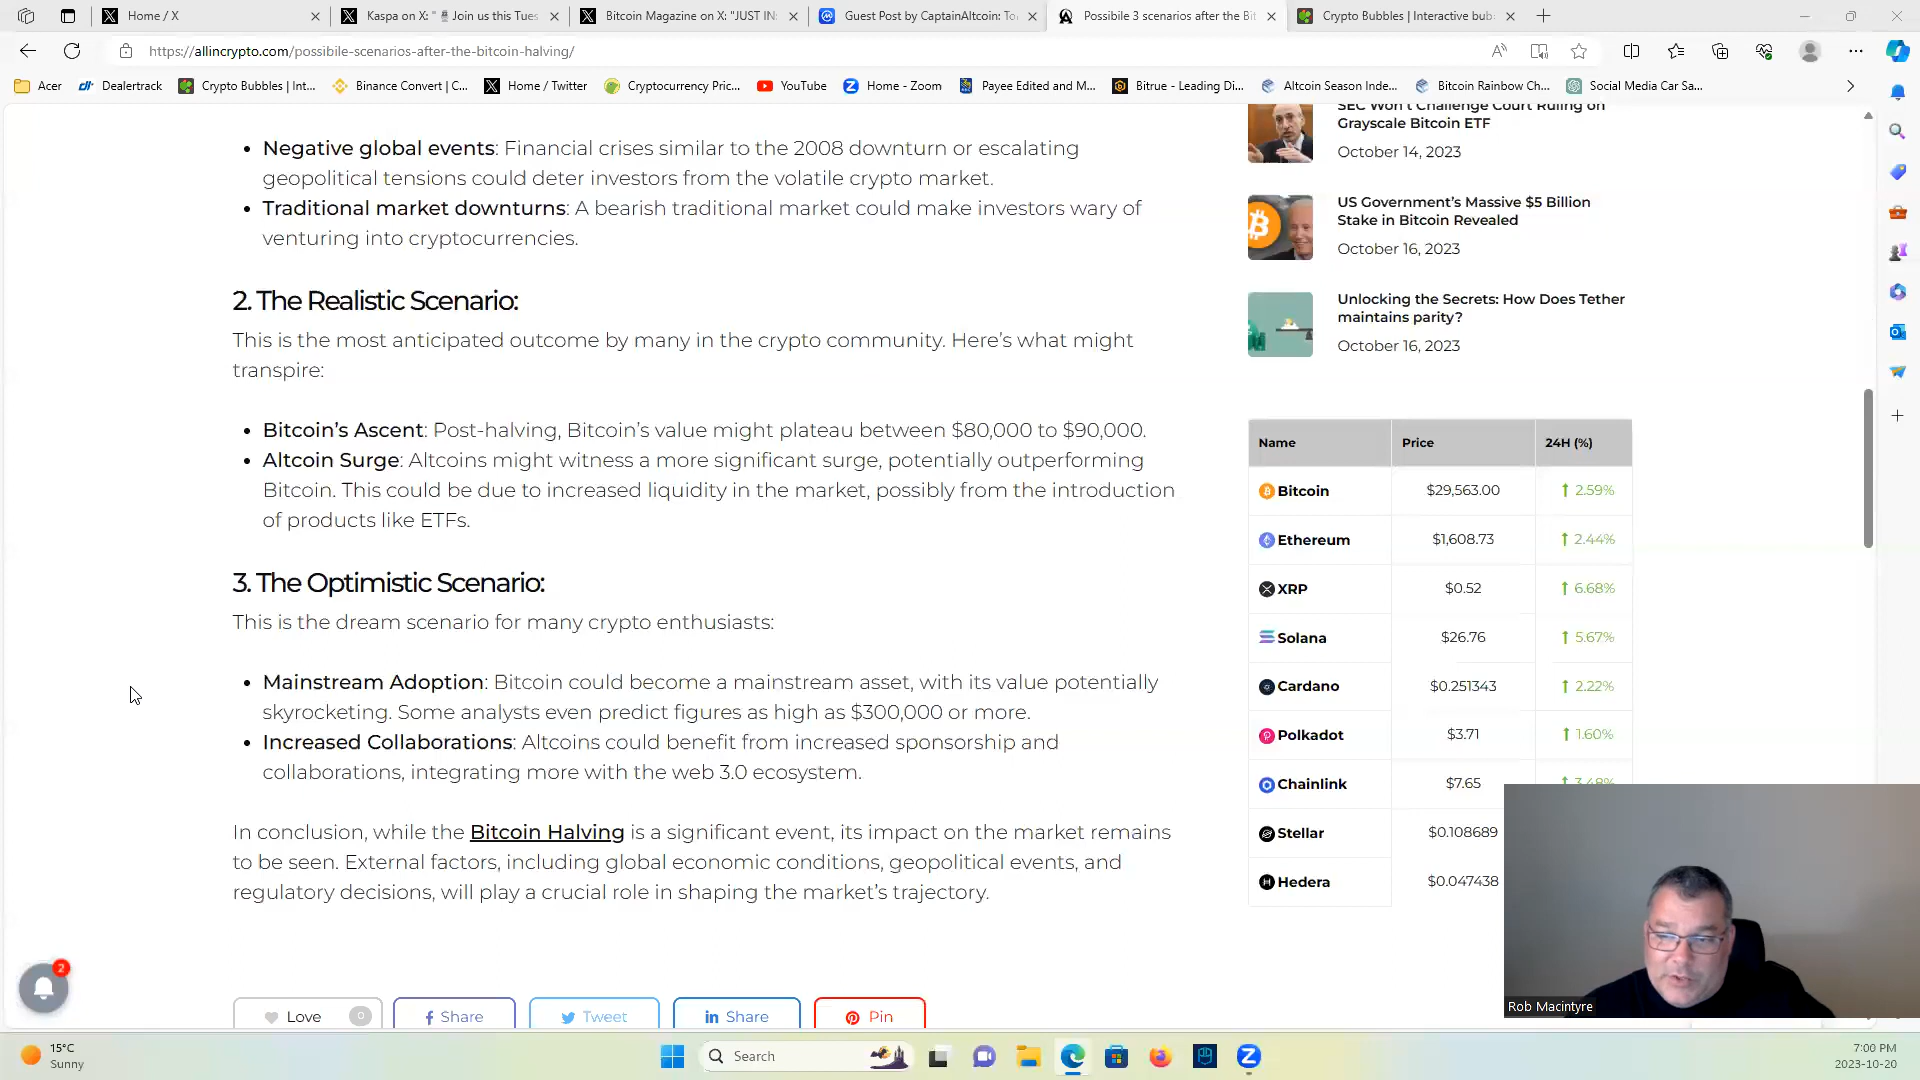 Home / X
Kaspa on X: " Join us this Tues
Bitcoin Magazine on X: "JUST IN:
Guest Post by CaptainAltcoin: To
Possibile 3 scenarios after the Bit
Crypto Bubbles | Interactive bub
https://allincrypto.com/possibile-scenarios-after-the-bitcoin-halving/
Acer
Dealertrack
Crypto Bubbles | Int...
Binance Convert | C...
Home / Twitter
Cryptocurrency Pric...
YouTube
Home - Zoom
Payee Edited and M...
Bitrue - Leading Di...
Altcoin Season Inde...
Bitcoin Rainbow Ch...
Social Media Car Sa...
Negative global events: Financial crises similar to the 2008 downturn or escalating
geopolitical tensions could deter investors from the volatile crypto market.
Traditional market downturns: A bearish traditional market could make investors wary of
venturing into cryptocurrencies.
2. The Realistic Scenario:
This is the most anticipated outcome by many in the crypto community. Here's what might
transpire:
Bitcoin's Ascent: Post-halving, Bitcoin's value might plateau between $80,000 to $90,000.
Altcoin Surge: Altcoins might witness a more significant surge, potentially outperforming
Bitcoin. This could be due to increased liquidity in the market, possibly from the introduction
of products like ETFs.
3. The Optimistic Scenario:
This is the dream scenario for many crypto enthusiasts:
Mainstream Adoption: Bitcoin could become a mainstream asset, with its value potentially
skyrocketing. Some analysts even predict figures as high as $300,000 or more.
Increased Collaborations: Altcoins could benefit from increased sponsorship and
collaborations, integrating more with the web 3.0 ecosystem.
In conclusion, while the Bitcoin Halving is a significant event, its impact on the market remains
to be seen. External factors, including global economic conditions, geopolitical events, and
regulatory decisions, will play a crucial role in shaping the market's trajectory.
Love 0
Share
Tweet
Share
Pin
SEC Won't Challenge Court Ruling on
Grayscale Bitcoin ETF
October 14, 2023
US Government's Massive $5 Billion
Stake in Bitcoin Revealed
October 16, 2023
Unlocking the Secrets: How Does Tether
maintains parity?
October 16, 2023
Name Price 24H (%)
Bitcoin $29,563.00 2.59%
Ethereum $1,608.73 2.44%
XRP $0.52 6.68%
Solana $26.76 5.67%
Cardano $0.251343 2.22%
Polkadot $3.71 1.60%
Chainlink $7.65 3.48%
Stellar $0.108689
Hedera $0.047438
Rob Macintyre
2
15°C
Sunny
Search
7:00 PM
2023-10-20